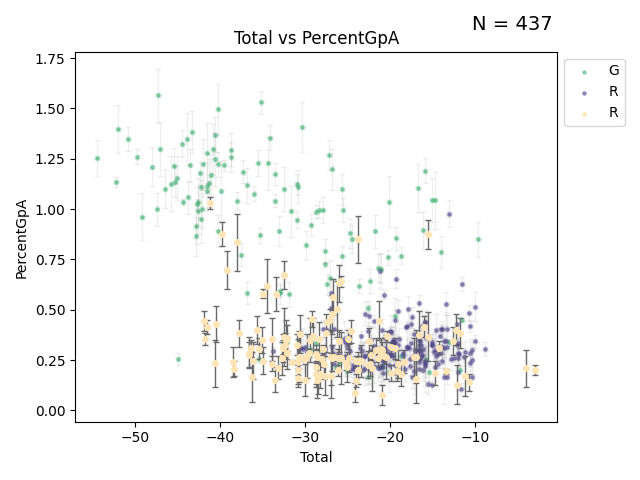 N = 437
Total vs PercentGpA
1.75
1.50
1.25
1.00
0.75
0.50
0.25
0.00
PercentGpA
−50
−40
−30
−20
−10
Total
G
R
R